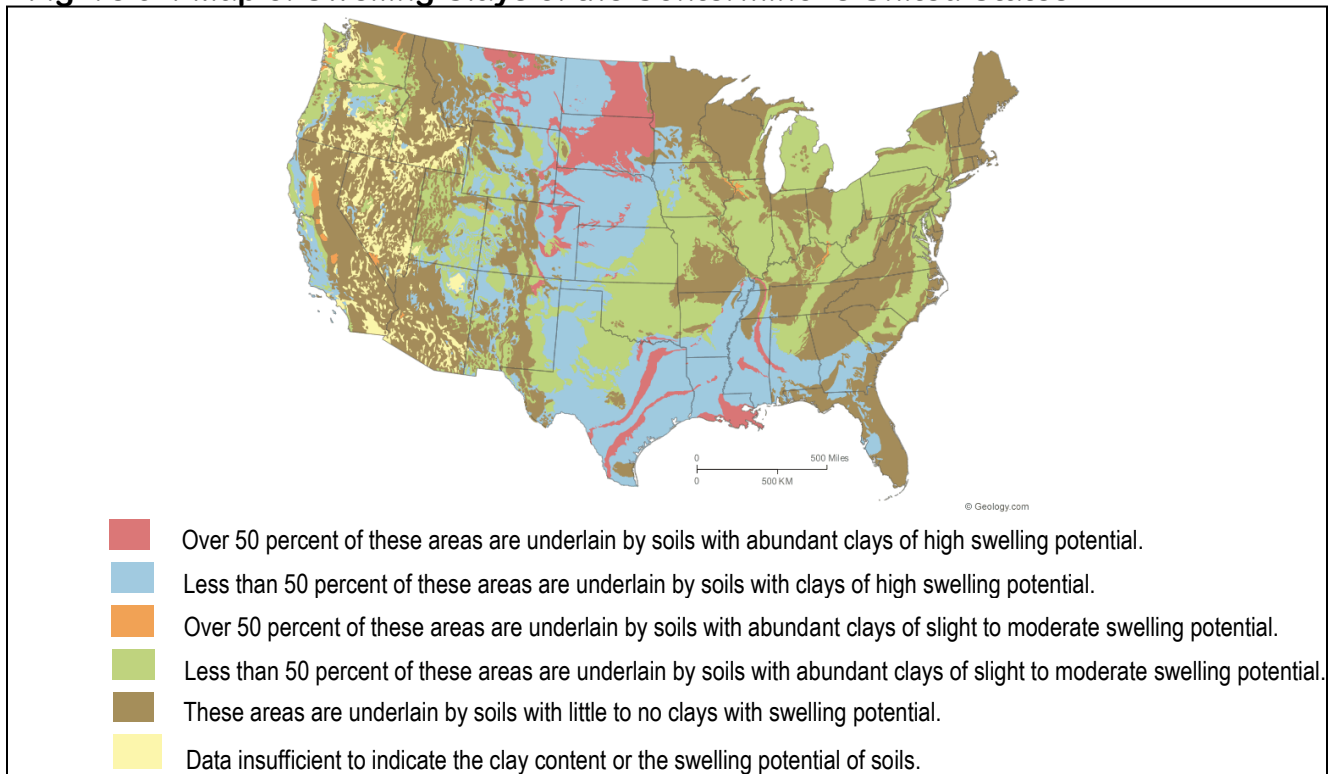 0 500 Miles
0 500 KM
© Geology.com
Over 50 percent of these areas are underlain by soils with abundant clays of high swelling potential.
Less than 50 percent of these areas are underlain by soils with clays of high swelling potential.
Over 50 percent of these areas are underlain by soils with abundant clays of slight to moderate swelling potential.
Less than 50 percent of these areas are underlain by soils with abundant clays of slight to moderate swelling potential.
These areas are underlain by soils with little to no clays with swelling potential.
Data insufficient to indicate the clay content or the swelling potential of soils.